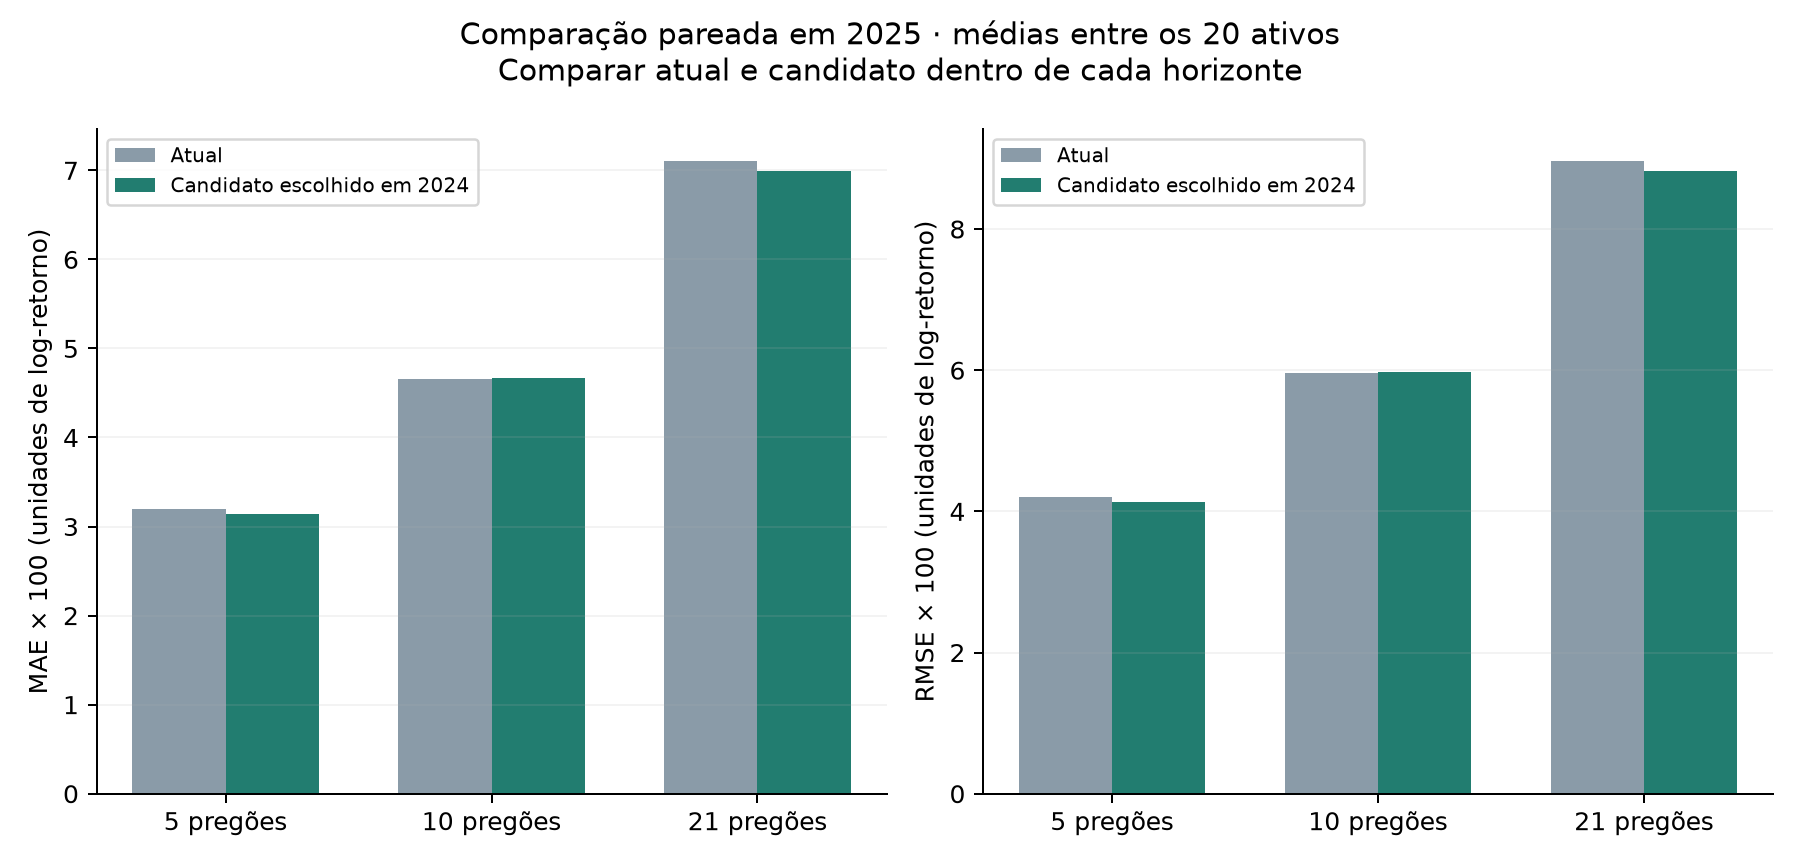 Comparação pareada em 2025 · médias entre os 20 ativos
Comparar atual e candidato dentro de cada horizonte
MAE × 100 (unidades de log-retorno)
7
6
5
4
3
2
1
0
Atual
Candidato escolhido em 2024
5 pregões
10 pregões
21 pregões
RMSE × 100 (unidades de log-retorno)
8
6
4
2
0
Atual
Candidato escolhido em 2024
5 pregões
10 pregões
21 pregões